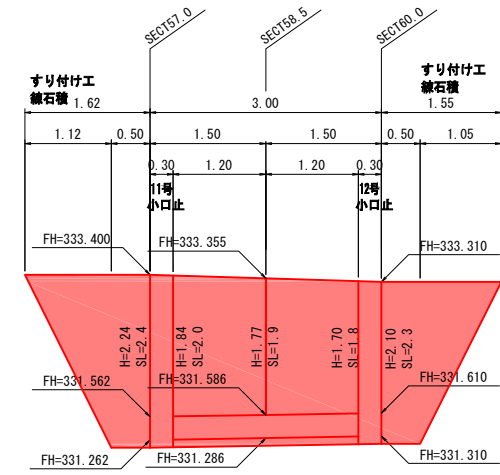 SECT57.0
SECT58.5
SECT60.0
すり付け工
練石積
すり付け工
練石積
1.62
3.00
1.55
1.12
0.50
1.50
1.50
0.50
1.05
0.30
1.20
1.20
0.30
11号
小口止
12号
小口止
FH=333.400
FH=333.355
FH=333.310
H=2.24
SL=2.4
H=1.84
SL=2.0
H=1.77
SL=1.9
H=1.70
SL=1.8
H=2.10
SL=2.3
FH=331.562
FH=331.586
FH=331.610
FH=331.262
FH=331.286
FH=331.310